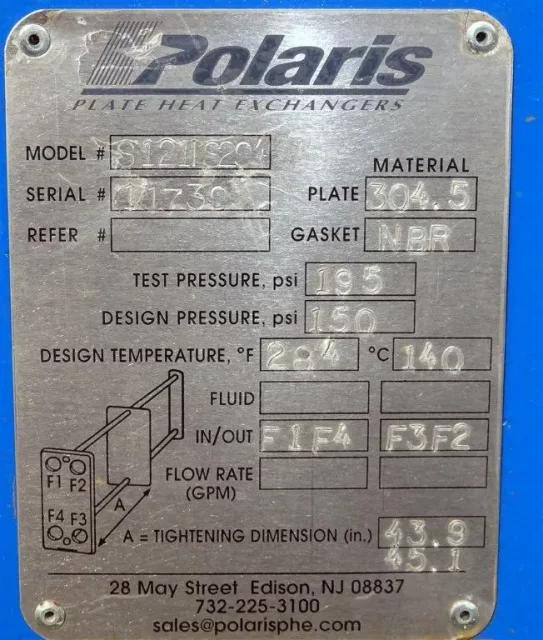 Polaris
PLATE HEAT EXCHANGERS
MODEL #
MATERIAL
SERIAL # PLATE 304.5
REFER # GASKET NBR
TEST PRESSURE, psi 195
DESIGN PRESSURE, psi 150
DESIGN TEMPERATURE, °F 284 °C 140
FLUID
IN/OUT F1F4 F3F2
FLOW RATE
(GPM)
F1 F2
F4 F3
A
A = TIGHTENING DIMENSION (in.) 43.9
45.1
28 May Street Edison, NJ 08837
732-225-3100
sales@polarisphe.com